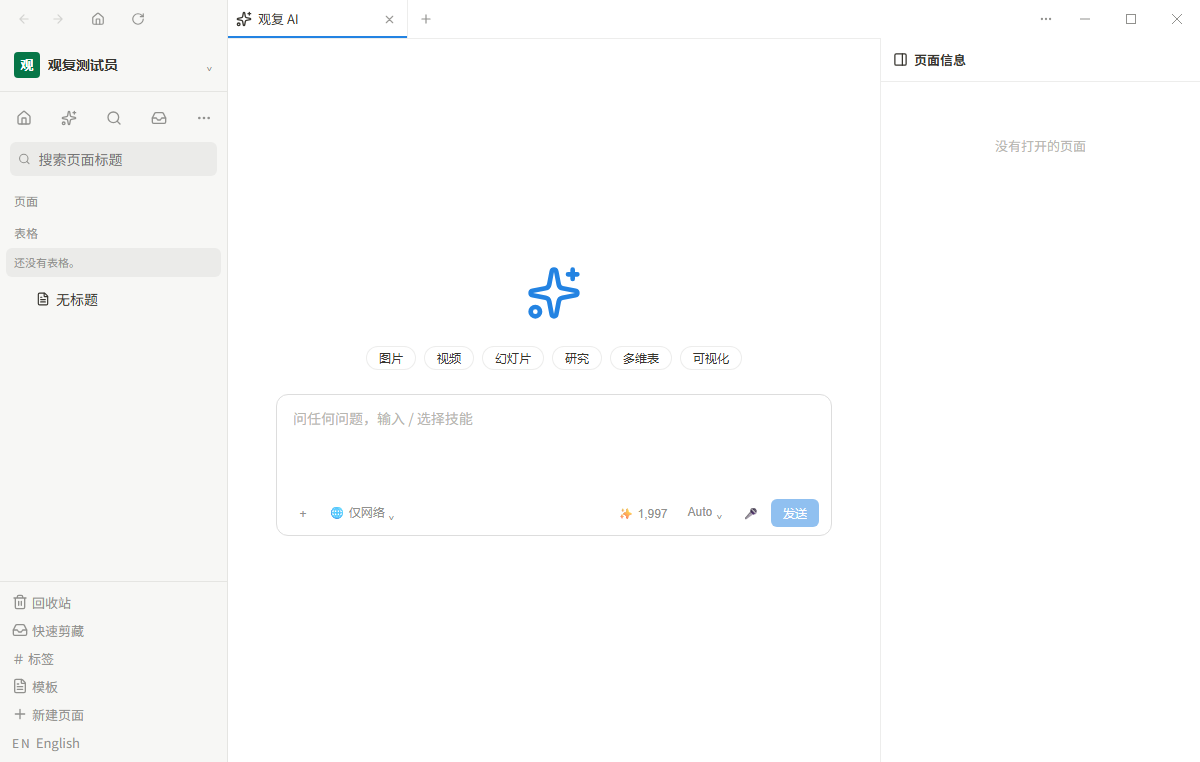 观复 AI
观 观复测试员
搜索页面标题
页面
表格
还没有表格。
无标题
回收站
快速剪藏
# 标签
模板
新建页面
EN English
图片 视频 幻灯片 研究 多维表 可视化
问任何问题，输入 / 选择技能
+ 仅网络 1,997 Auto 发送
页面信息
没有打开的页面